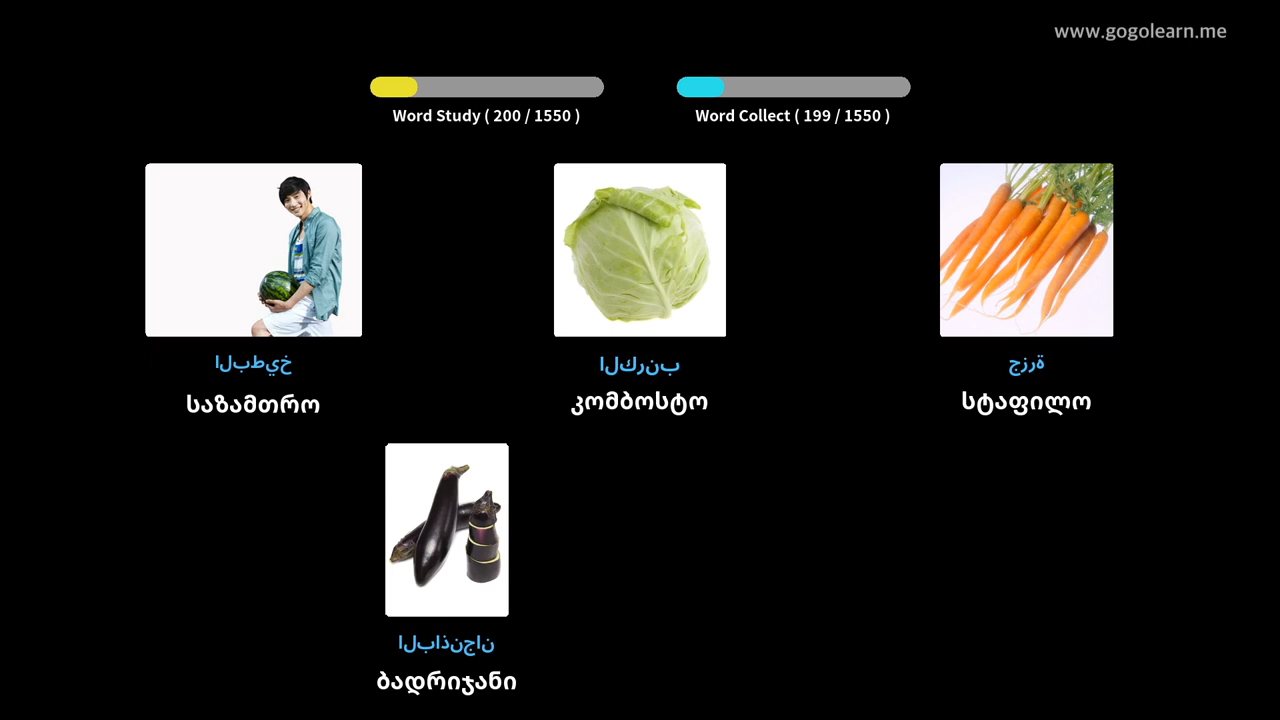 www.gogolearn.me
Word Study ( 200 / 1550 )
Word Collect ( 199 / 1550 )
البطيخ
საზამთრო
الكرنب
კომბოსტო
جزرة
სტაფილო
الباذنجان
ბადრიჯანი